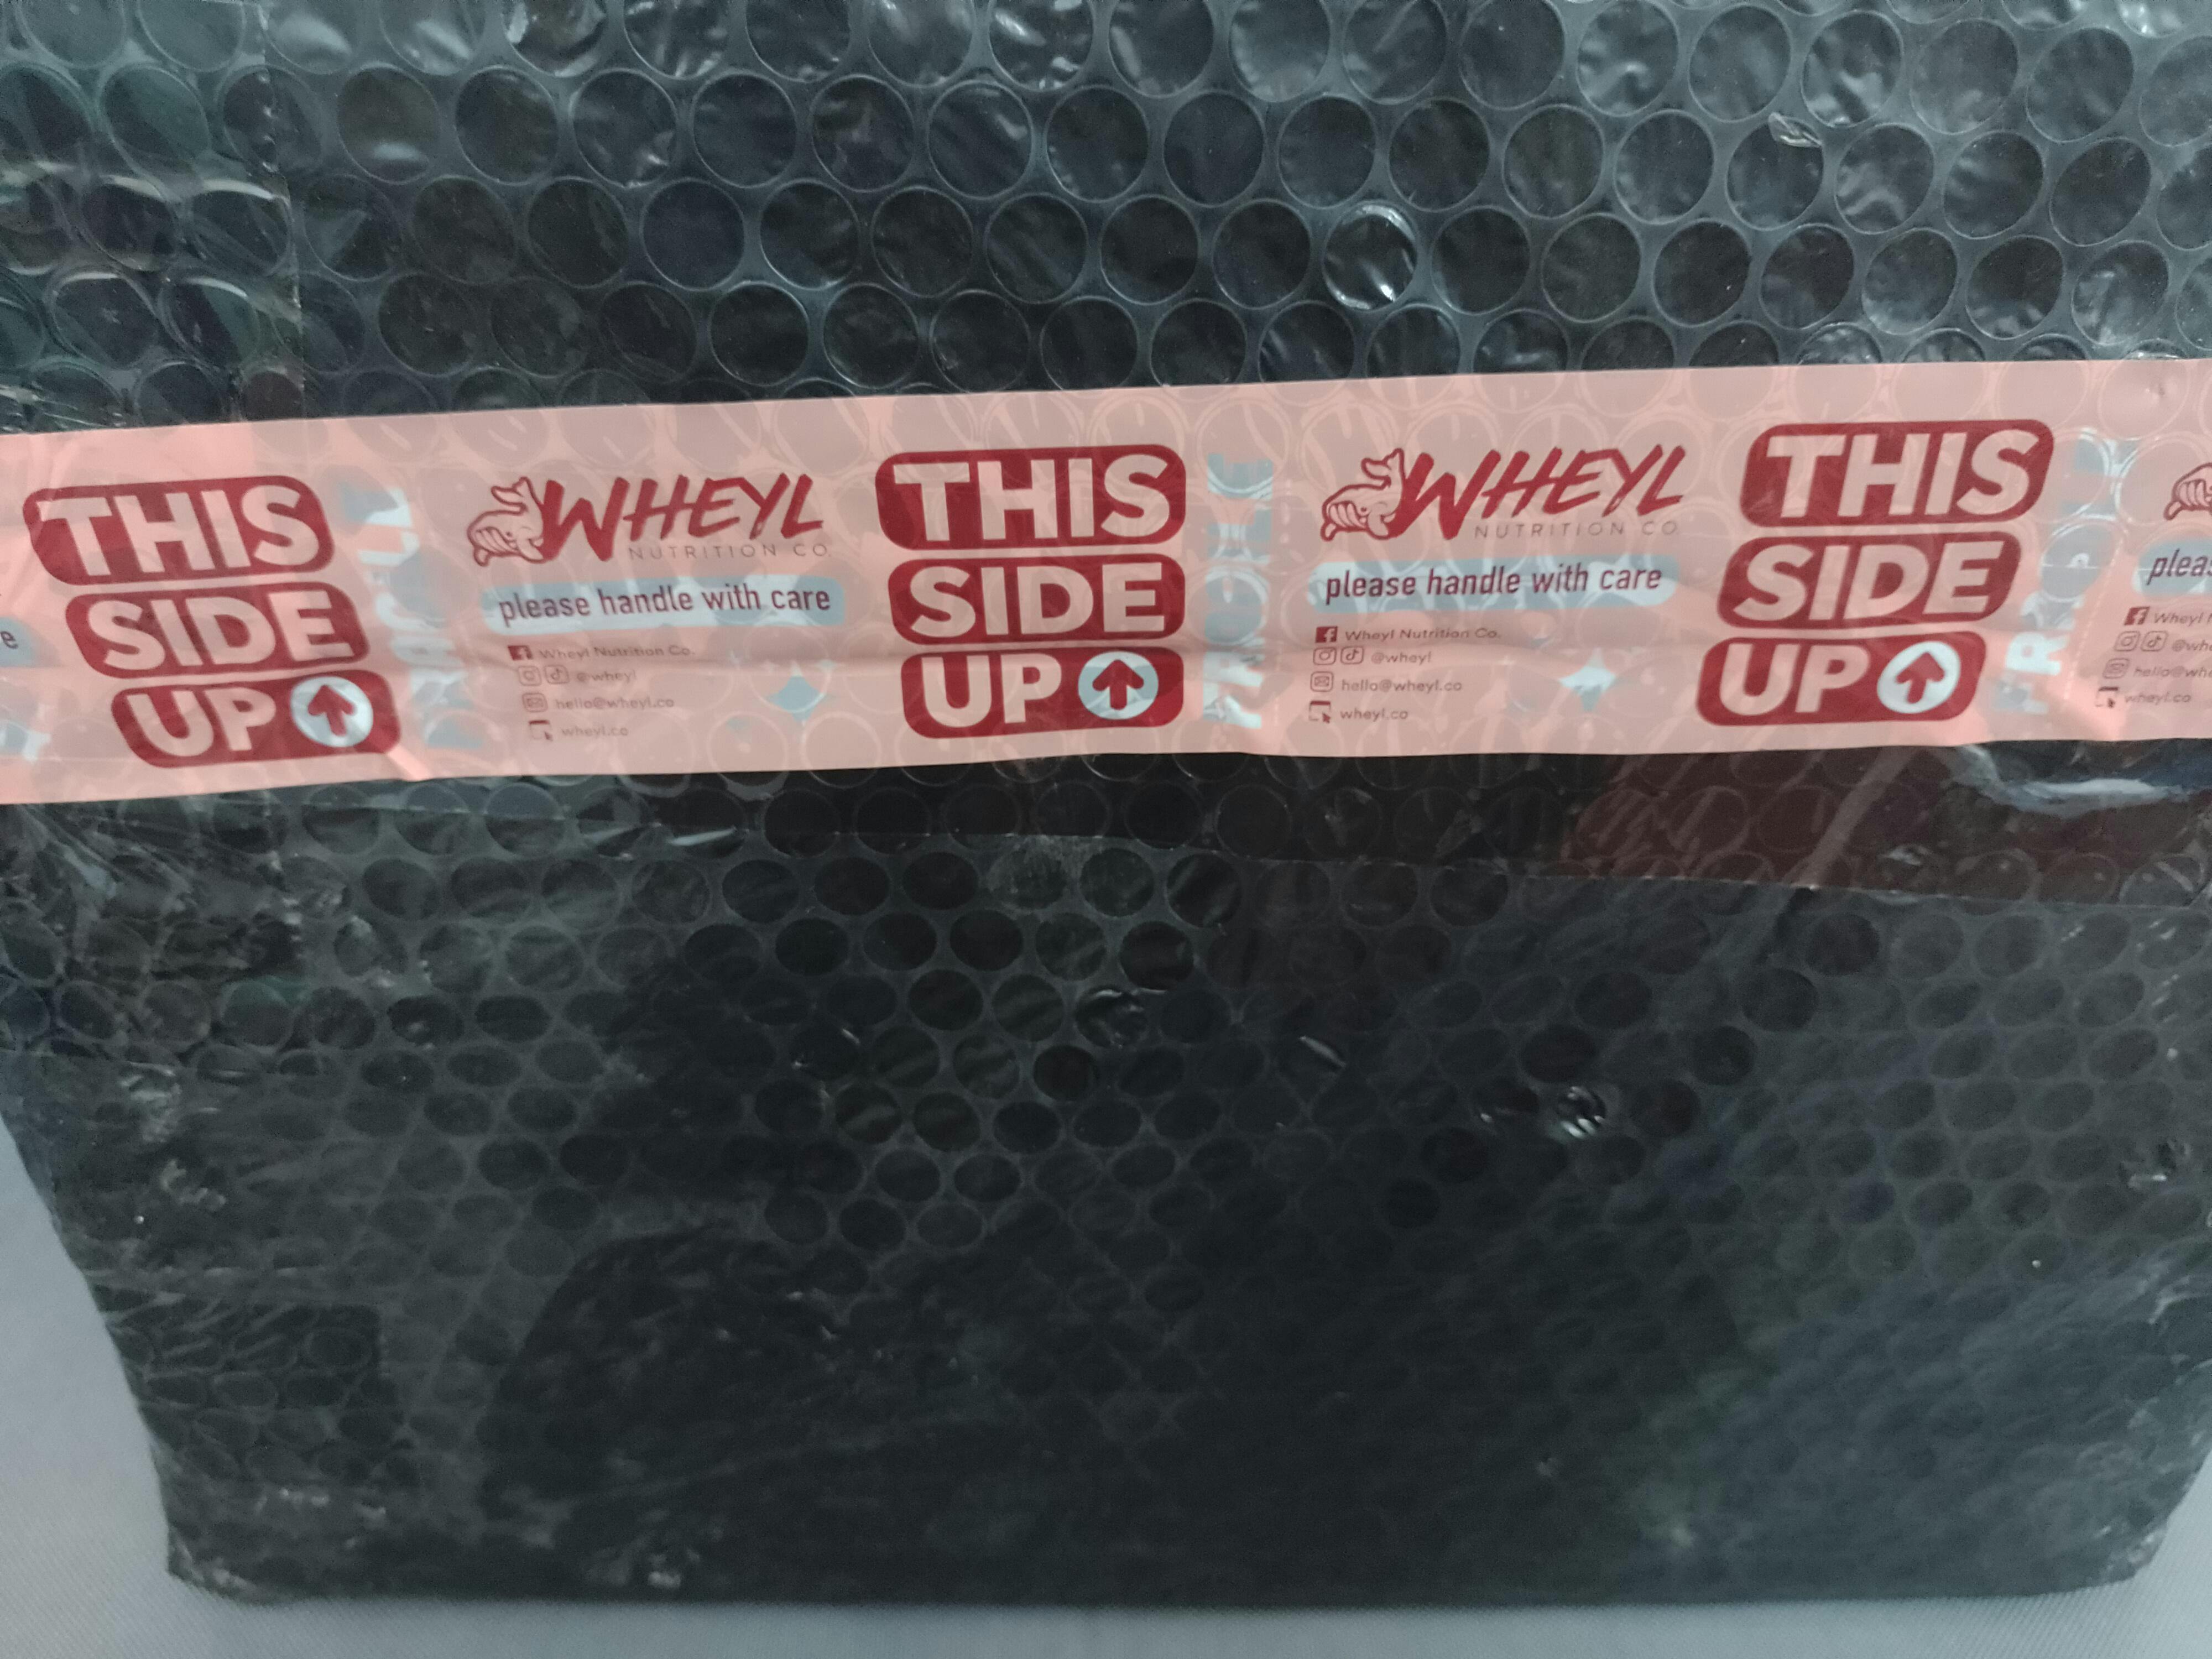 THIS
SIDE
UP
WHEYL
NUTRITION CO.
please handle with care
Wheyl Nutrition Co.
@wheyl
hello@wheyl.co
wheyl.co
THIS
SIDE
UP
WHEYL
NUTRITION CO.
please handle with care
Wheyl Nutrition Co.
@wheyl
hello@wheyl.co
wheyl.co
THIS
SIDE
UP